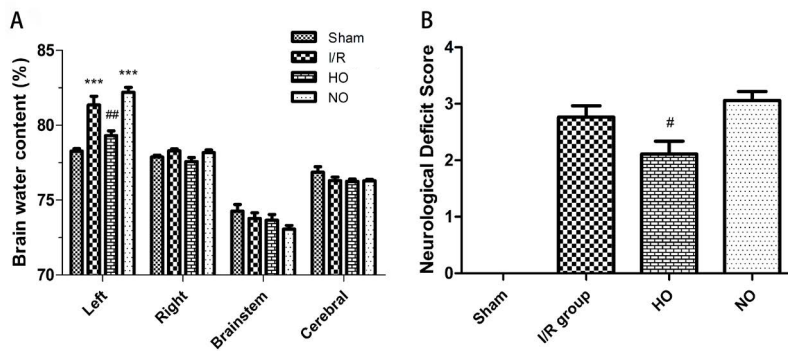 A
Brain water content (%)
85
80
75
70
***
##
***
Sham
I/R
HO
NO
Left
Right
Brainstem
Cerebral
B
Neurological Deficit Score
4
3
2
1
0
#
Sham
I/R group
HO
NO